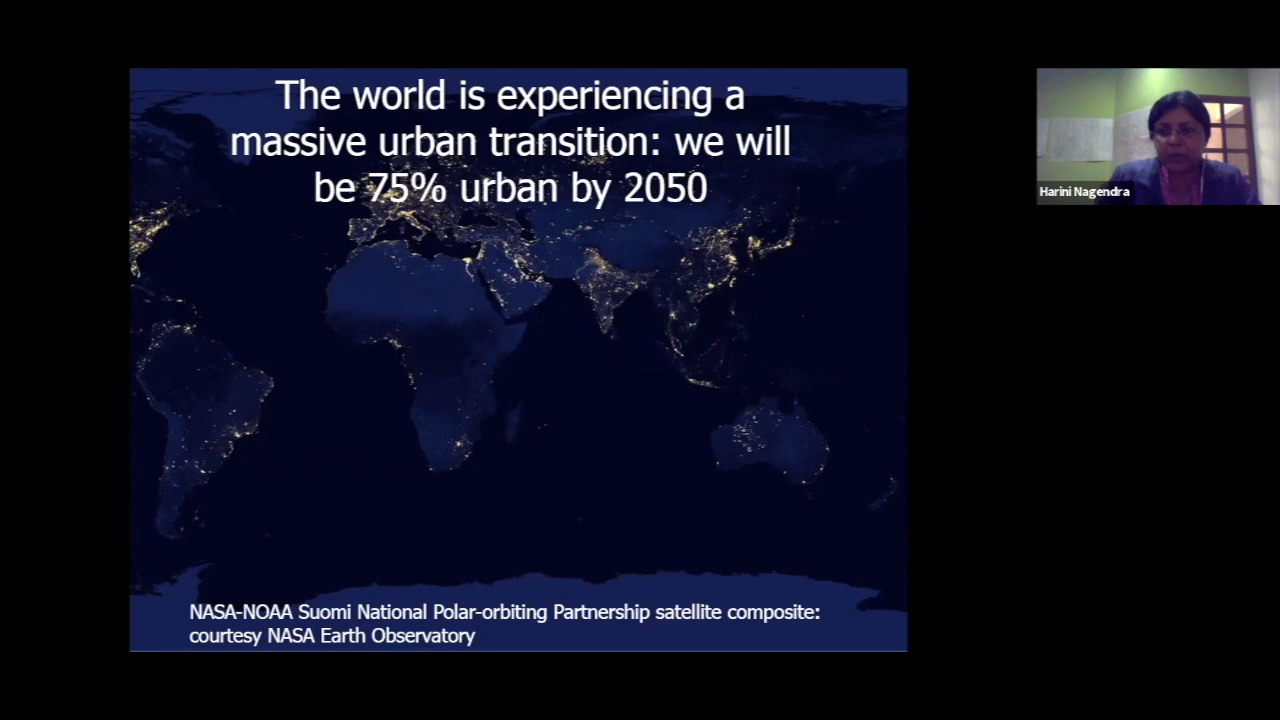 The world is experiencing a
massive urban transition: we will
be 75% urban by 2050
Harini Nagendra
NASA-NOAA Suomi National Polar-orbiting Partnership satellite composite:
courtesy NASA Earth Observatory